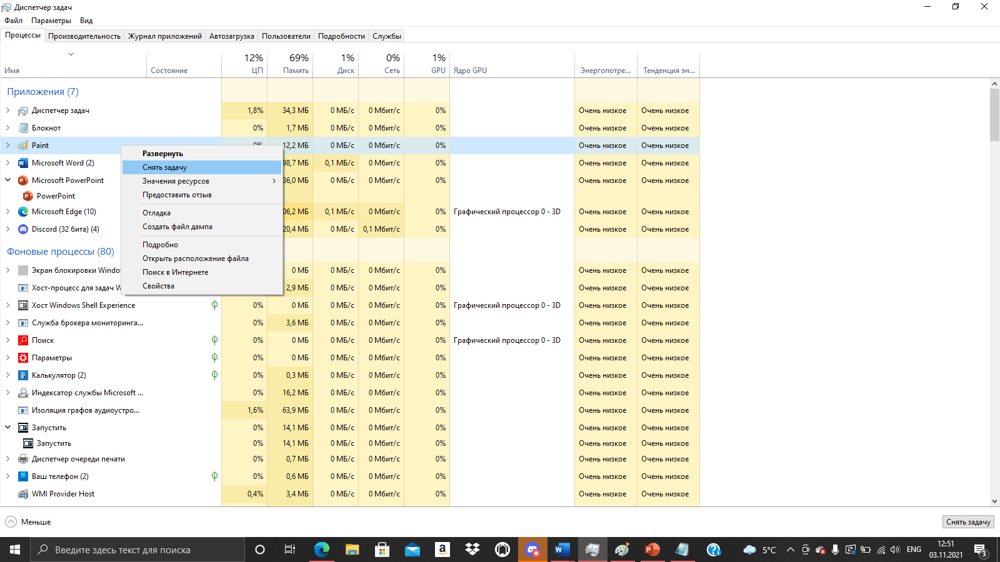 Диспетчер задач
Файл Параметры Вид
Процессы Производительность Журнал приложений Автозагрузка Пользователи Подробности Службы
12% 69% 1% 0% 1%
Имя Состояние ЦП Память Диск Сеть GPU Ядро GPU Энергопотре... Тенденция эн...
Приложения (7)
Диспетчер задач 1,8% 34,3 МБ 0 МБ/с 0 Мбит/с 0% Очень низкое Очень низкое
Блокнот 0% 1,7 МБ 0 МБ/с 0 Мбит/с 0% Очень низкое Очень низкое
Paint 12,2 МБ 0 МБ/с 0 Мбит/с 0% Очень низкое Очень низкое
Развернуть
Microsoft Word (2) Снять задачу 98,7 МБ 0,1 МБ/с 0 Мбит/с 0% Очень низкое Очень низкое
Microsoft PowerPoint Значения ресурсов 36,0 МБ 0 МБ/с 0 Мбит/с 0% Очень низкое Очень низкое
PowerPoint Предоставить отзыв
Microsoft Edge (10) Отладка 06,2 МБ 0,1 МБ/с 0 Мбит/с 0% Графический процессор 0 - 3D Очень низкое Очень низкое
Discord (32 бита) (4) Создать файл дампа 20,4 МБ 0 МБ/с 0,1 Мбит/с 0% Очень низкое Очень низкое
Подробно
Фоновые процессы (80) Открыть расположение файла
Экран блокировки Windo Поиск в Интернете 0 МБ 0 МБ/с 0 Мбит/с 0% Очень низкое Очень низкое
Хост-процесс для задач W Свойства 2,9 МБ 0 МБ/с 0 Мбит/с 0% Очень низкое Очень низкое
Хост Windows Shell Experience 0% 0 МБ 0 МБ/с 0 Мбит/с 0% Графический процессор 0 - 3D Очень низкое Очень низкое
Служба брокера мониторинга... 0% 3,6 МБ 0 МБ/с 0 Мбит/с 0% Очень низкое Очень низкое
Поиск 0% 0 МБ 0 МБ/с 0 Мбит/с 0% Графический процессор 0 - 3D Очень низкое Очень низкое
Параметры 0% 0 МБ 0 МБ/с 0 Мбит/с 0% Очень низкое Очень низкое
Калькулятор (2) 0% 0,3 МБ 0 МБ/с 0 Мбит/с 0% Очень низкое Очень низкое
Индексатор службы Microsoft ... 0% 16,2 МБ 0 МБ/с 0 Мбит/с 0% Очень низкое Очень низкое
Изоляция графов аудиоустро... 1,6% 63,9 МБ 0 МБ/с 0 Мбит/с 0% Очень низкое Очень низкое
Запустить 0% 14,1 МБ 0 МБ/с 0 Мбит/с 0% Очень низкое Очень низкое
Запустить 0% 14,1 МБ 0 МБ/с 0 Мбит/с 0% Очень низкое Очень низкое
Диспетчер очереди печати 0% 0,7 МБ 0 МБ/с 0 Мбит/с 0% Очень низкое Очень низкое
Ваш телефон (2) 0% 0,6 МБ 0 МБ/с 0 Мбит/с 0% Очень низкое Очень низкое
WMI Provider Host 0,4% 3,4 МБ 0 МБ/с 0 Мбит/с 0% Очень низкое Очень низкое
Меньше Снять задачу
Введите здесь текст для поиска 5°C ENG 12:51
03.11.2021 3